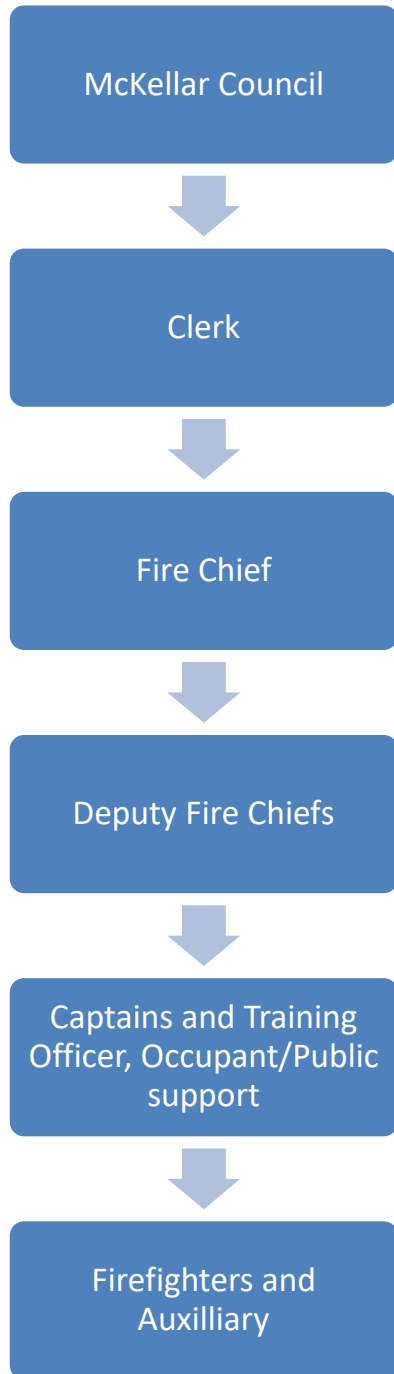 McKellar Council
Clerk
Fire Chief
Deputy Fire Chiefs
Captains and Training
Officer, Occupant/Public
support
Firefighters and
Auxilliary